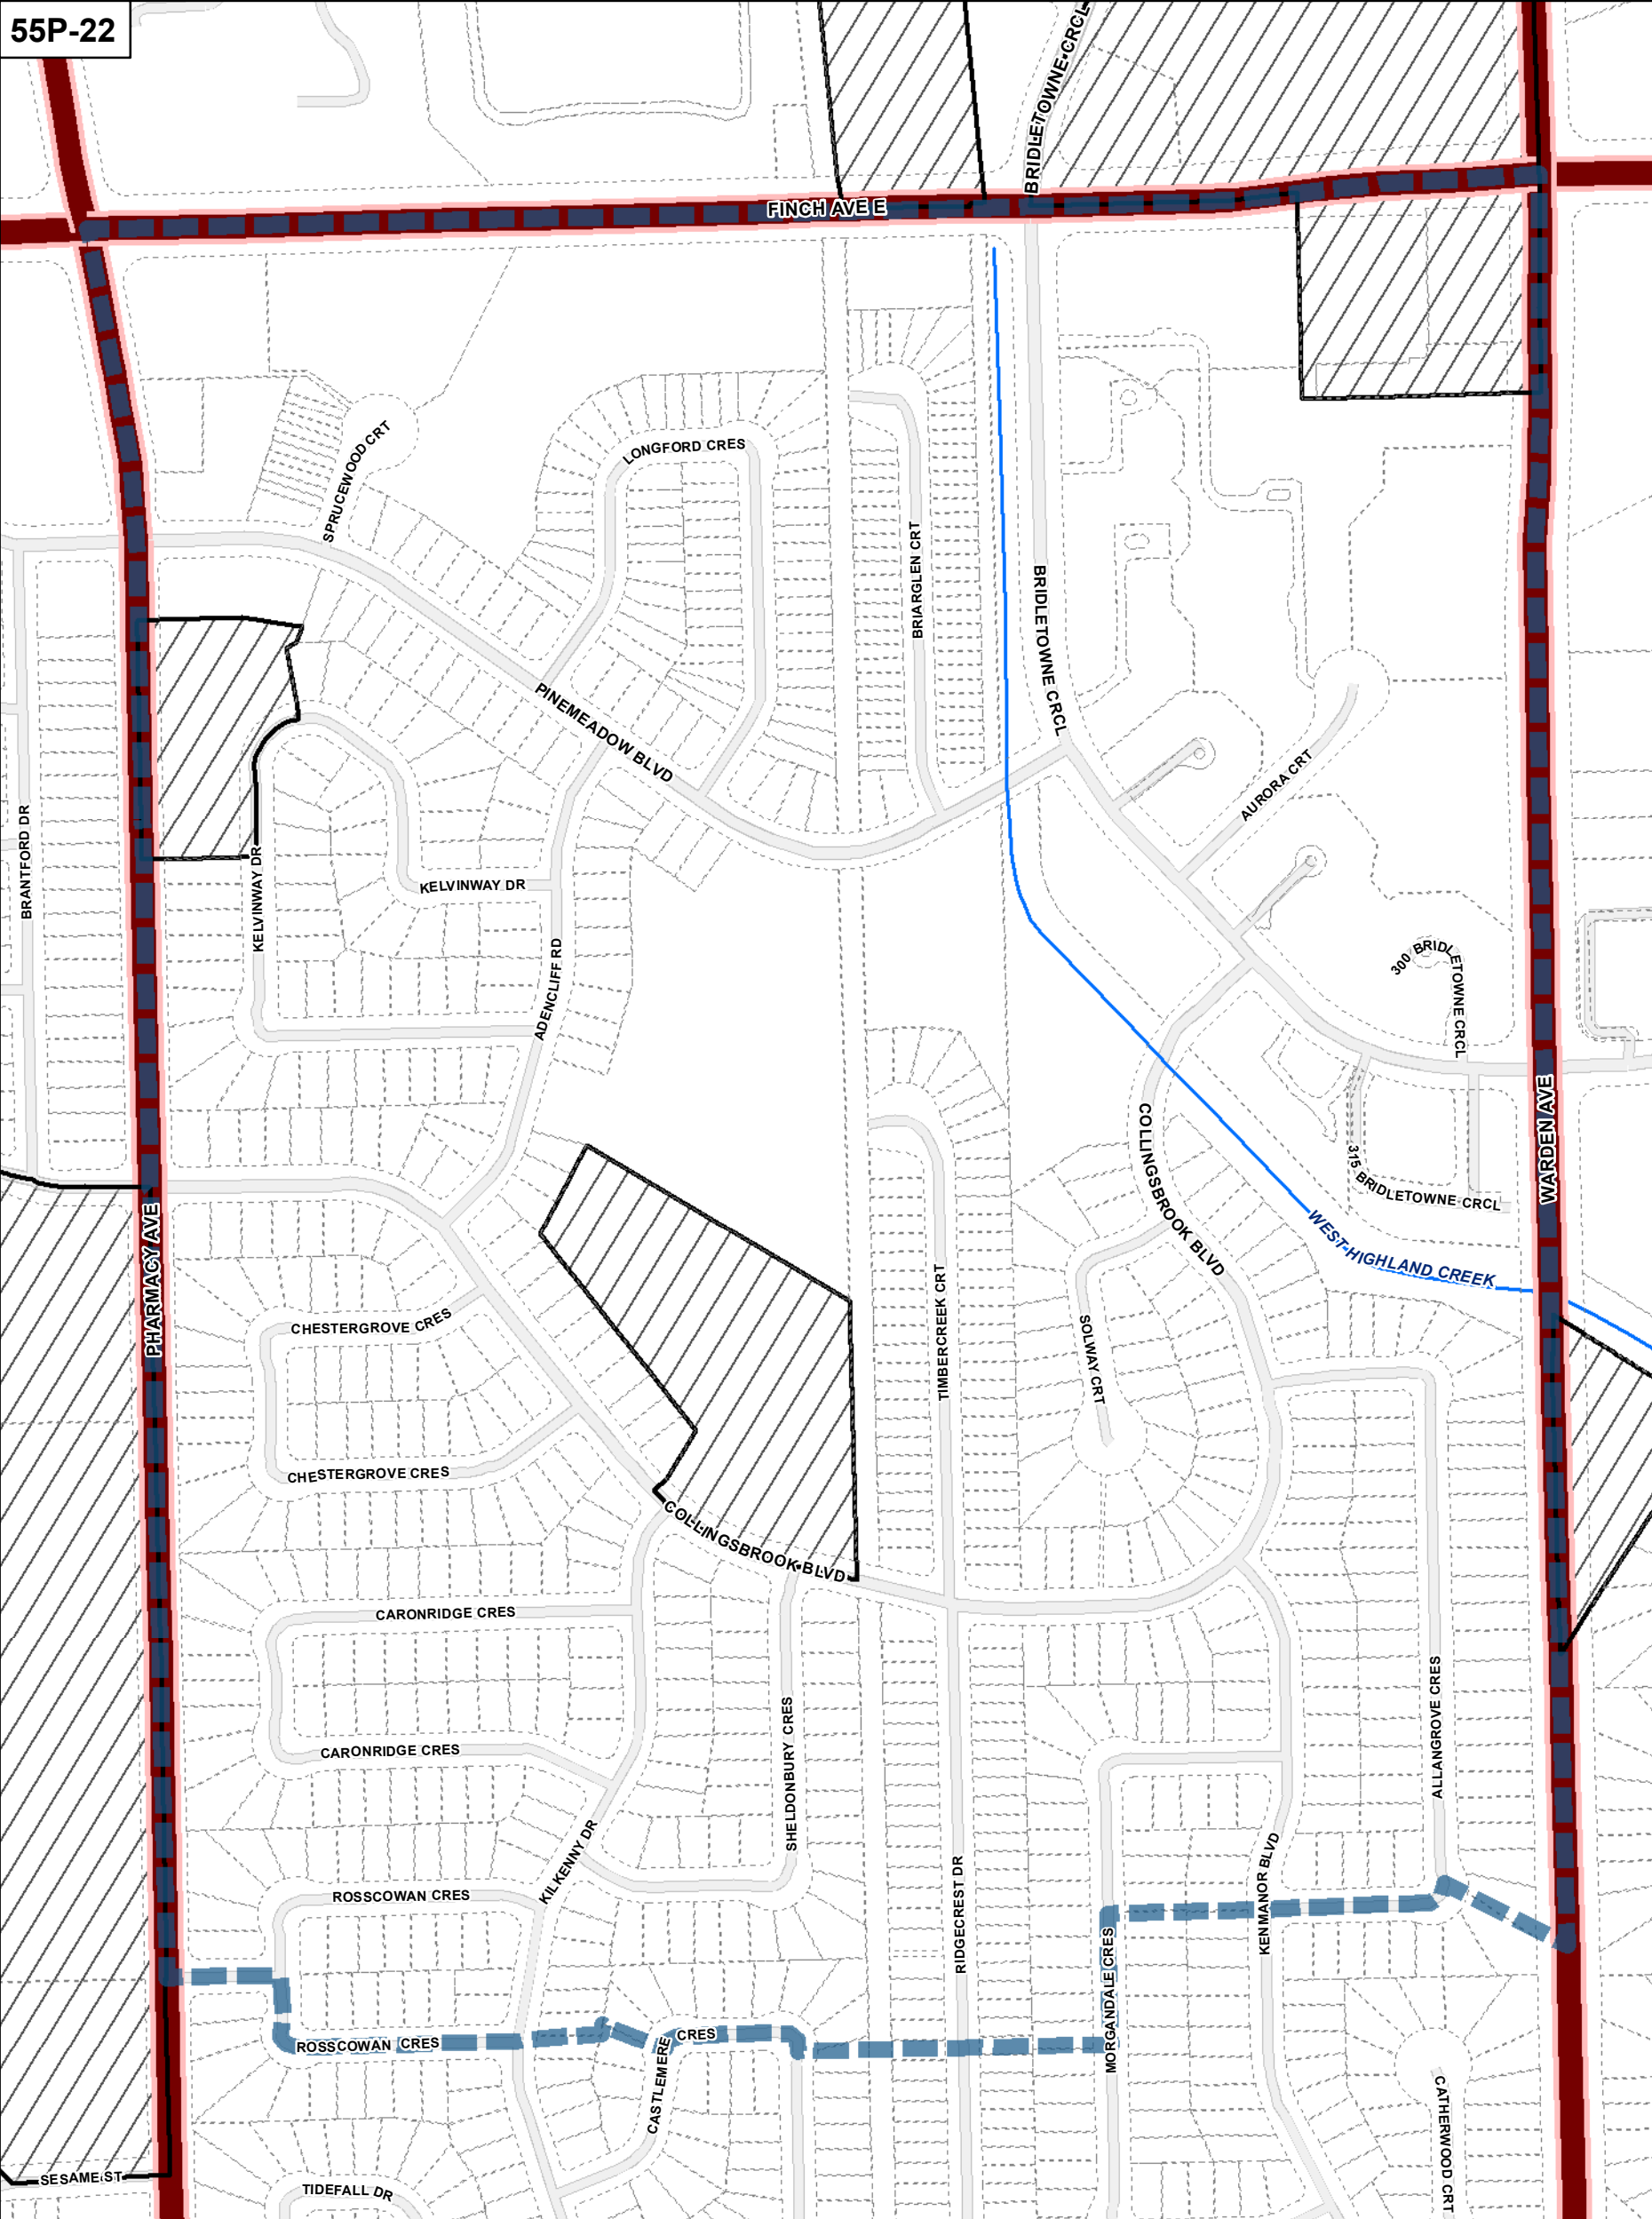 55P-22
BRIDLETOWNE CRCL
FINCH AVE E
SPRUCEWOOD CRT
LONGFORD CRES
BRIARGLEN CRT
BRIDLETOWNE CRCL
PINEMEADOW BLVD
AURORA CRT
BRANTFORD DR
KELVINWAY DR
KELVINWAY DR
ADENCLIFF RD
300 BRIDLETOWNE CRCL
WARDEN AVE
COLLINGSBROOK BLVD
315 BRIDLETOWNE CRCL
PHARMACY AVE
WEST HIGHLAND CREEK
CHESTERGROVE CRES
TIMBERCREEK CRT
SOLWAY CRT
CHESTERGROVE CRES
COLLINGSBROOK BLVD
CARONRIDGE CRES
SHELDONBURY CRES
ALLANGROVE CRES
CARONRIDGE CRES
KILKENNY DR
RIDGECREST DR
KENMANOR BLVD
ROSSCOWAN CRES
MORGANDALE CRES
ROSSCOWAN CRES
CASTLEMERE CRES
CATHERWOOD CRT
SESAME ST
TIDEFALL DR